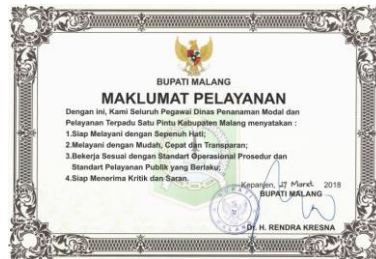 BUPATI MALANG
MAKLUMAT PELAYANAN
Dengan ini, Kami Seluruh Pegawai Dinas Penanaman Modal dan
Pelayanan Terpadu Satu Pintu Kabupaten Malang menyatakan :
1.Siap Melayani dengan Sepenuh Hati;
2.Melayani dengan Mudah, Cepat dan Transparan;
3.Bekerja Sesuai dengan Standart Operasional Prosedur dan
Standart Pelayanan Publik yang Berlaku;
4.Siap Menerima Kritik dan Saran.
Kepanjen, 27 Maret 2018
BUPATI MALANG
Dr. H. RENDRA KRESNA